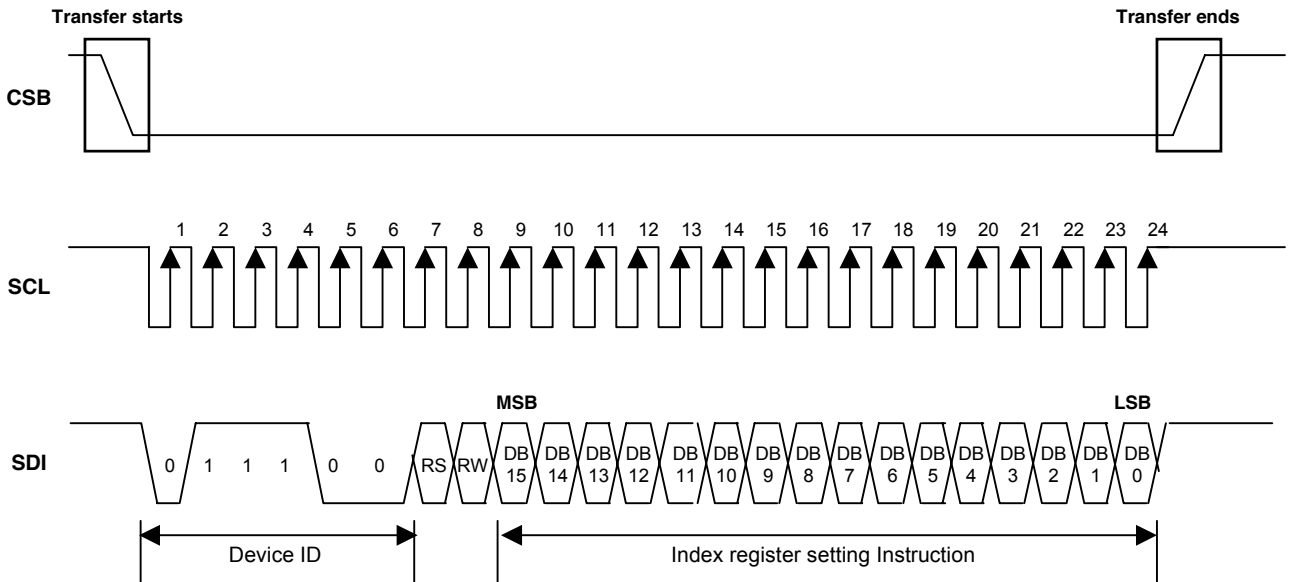 Transfer starts
Transfer ends
CSB
1 2 3 4 5 6 7 8 9 10 11 12 13 14 15 16 17 18 19 20 21 22 23 24
SCL
MSB
LSB
SDI
0 1 1 1 0 0 RS RW DB 15 DB 14 DB 13 DB 12 DB 11 DB 10 DB 9 DB 8 DB 7 DB 6 DB 5 DB 4 DB 3 DB 2 DB 1 DB 0
Device ID
Index register setting Instruction